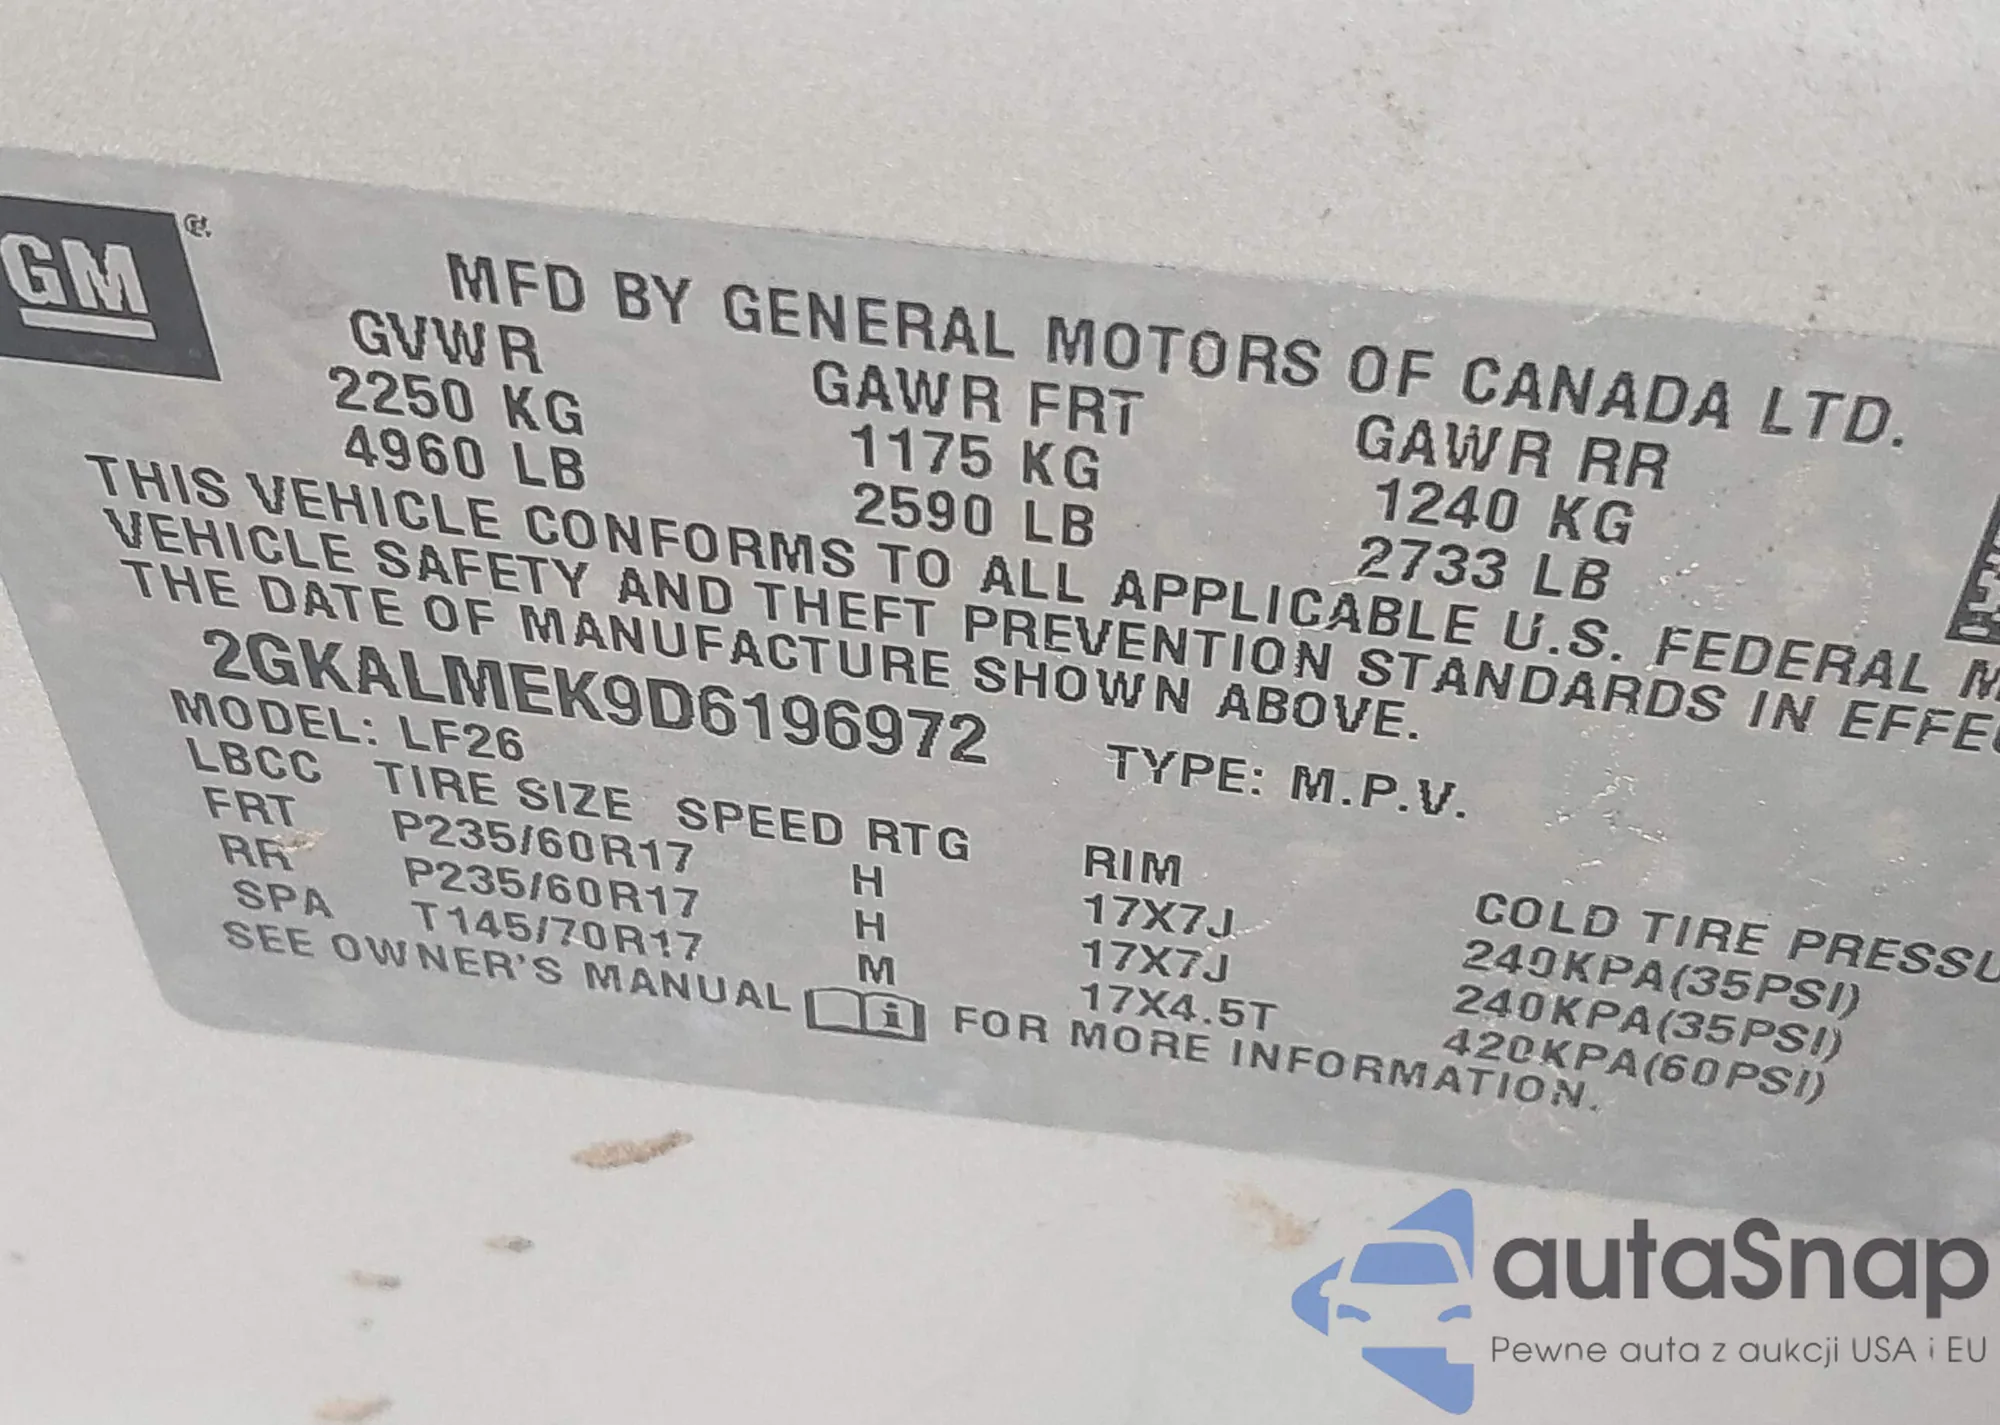 GM
MFD BY GENERAL MOTORS OF CANADA LTD.
GVWR GAWR FRT GAWR RR
2250 KG 1175 KG 1240 KG
4960 LB 2590 LB 2733 LB
THIS VEHICLE CONFORMS TO ALL APPLICABLE U.S. FEDERAL M
VEHICLE SAFETY AND THEFT PREVENTION STANDARDS IN EFFE
THE DATE OF MANUFACTURE SHOWN ABOVE.
2GKALMEK9D6196972 TYPE: M.P.V.
MODEL: LF26
LBCC TIRE SIZE SPEED RTG RIM COLD TIRE PRESSU
FRT P235/60R17 H 17X7J 240KPA(35PSI)
RR P235/60R17 H 17X7J 240KPA(35PSI)
SPA T145/70R17 M 17X4.5T 420KPA(60PSI)
SEE OWNER'S MANUAL FOR MORE INFORMATION.
autaSnap
Pewne auta z aukcji USA i EU